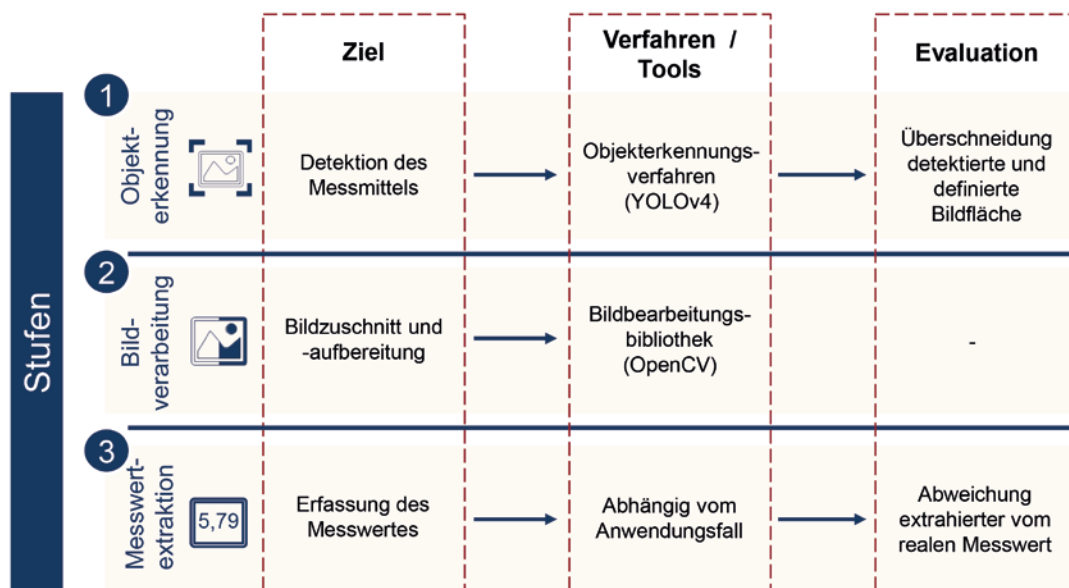 Ziel
Verfahren /
Tools
Evaluation
Stufen
1
Objekt-
erkennung
Detektion des
Messmittels
Objekterkennungs-
verfahren
(YOLOv4)
Überschneidung
detektierte und
definierte
Bildfläche
2
Bild-
verarbeitung
Bildzuschnitt und
-aufbereitung
Bildbearbeitungs-
bibliothek
(OpenCV)
-
3
Messwert-
extraktion
5,79
Erfassung des
Messwertes
Abhängig vom
Anwendungsfall
Abweichung
extrahierter vom
realen Messwert